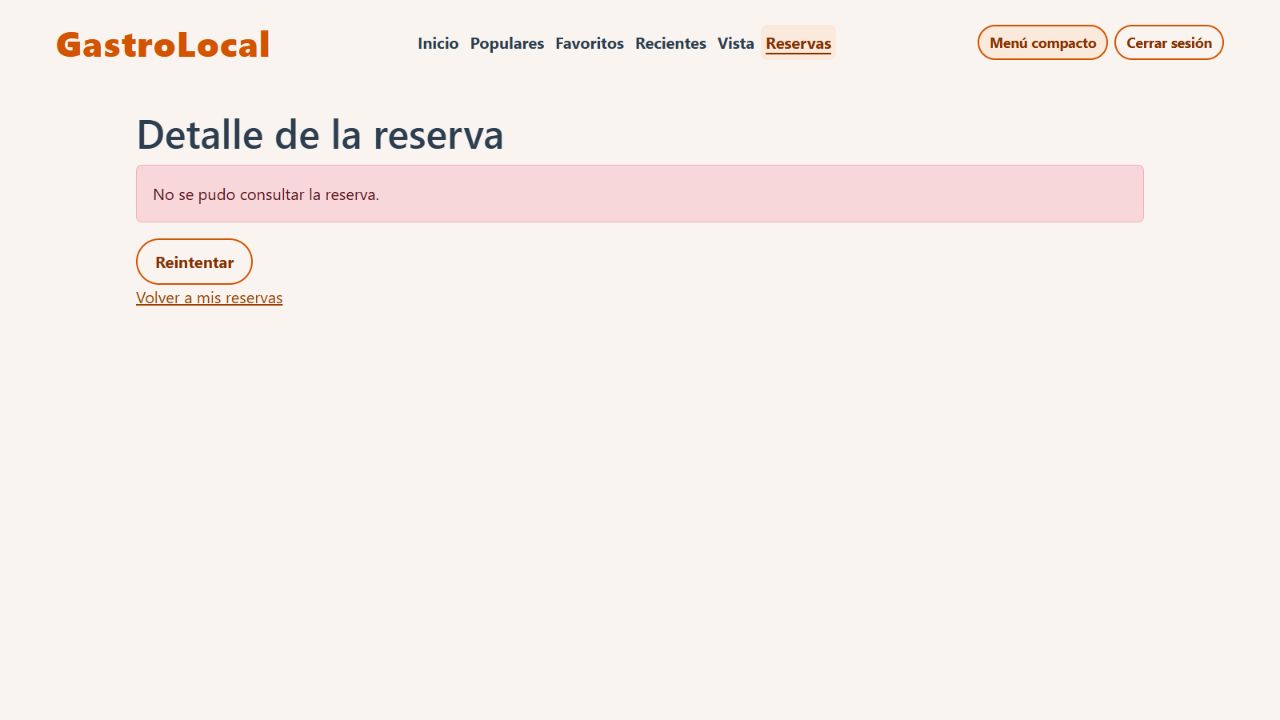 GastroLocal
Inicio Populares Favoritos Recientes Vista Reservas
Menú compacto Cerrar sesión
Detalle de la reserva
No se pudo consultar la reserva.
Reintentar
Volver a mis reservas